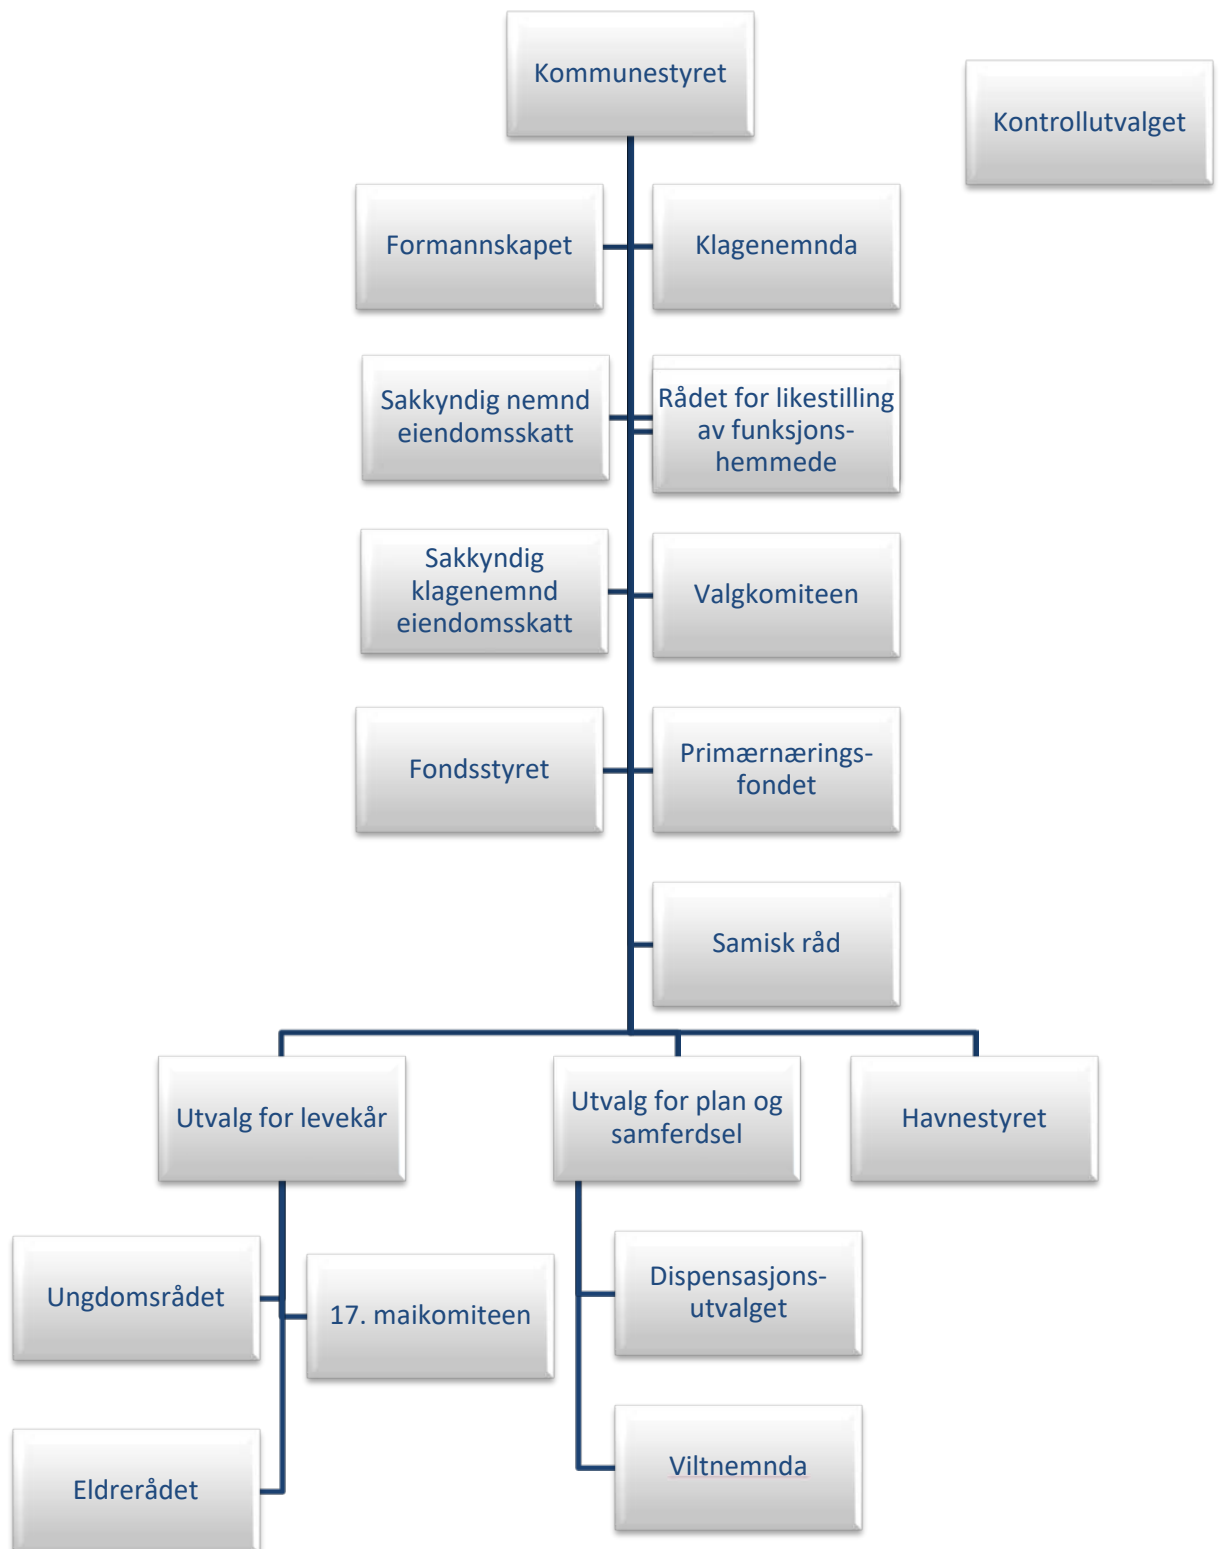 Kommunestyret
Kontrollutvalget
Formannskapet
Klagenemnda
Sakkyndig nemnd
eiendomsskatt
Rådet for likestilling
av funksjons-
hemmede
Sakkyndig
klagenemnd
eiendomsskatt
Valgkomiteen
Fondsstyret
Primærnærings-
fondet
Samisk råd
Utvalg for levekår
Utvalg for plan og
samferdsel
Havnestyret
Ungdomsrådet
17. maikomiteen
Dispensasjons-
utvalget
Eldrerådet
Viltnemnda